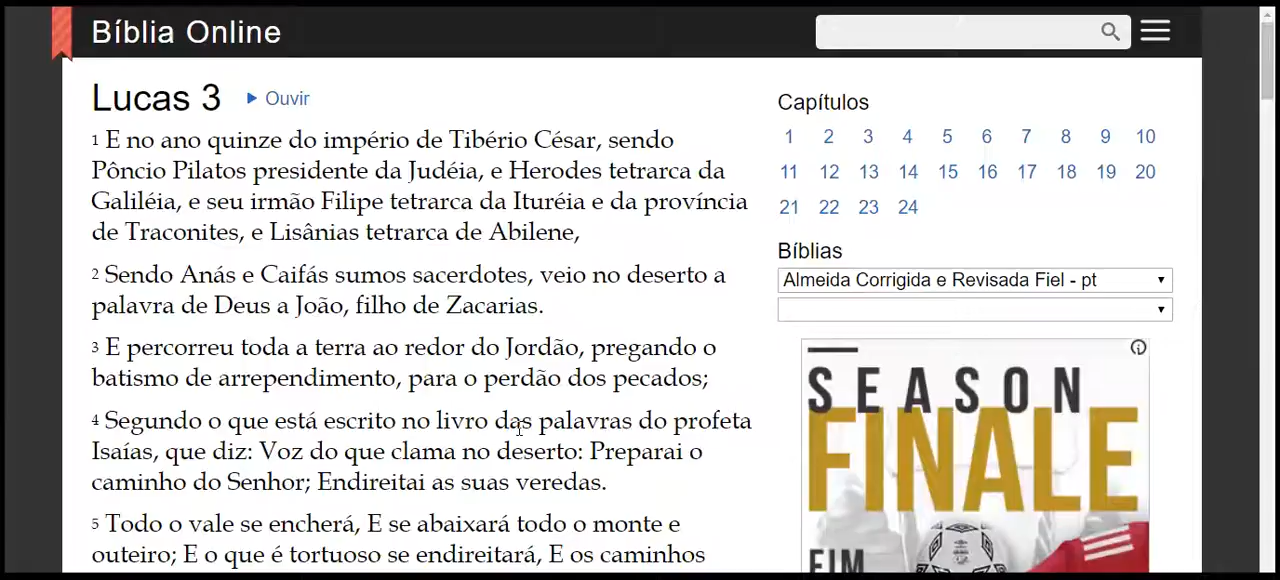 Bíblia Online
Lucas 3 Ouvir
1 E no ano quinze do império de Tibério César, sendo
Pôncio Pilatos presidente da Judéia, e Herodes tetrarca da
Galiléia, e seu irmão Filipe tetrarca da Ituréia e da província
de Traconites, e Lisânias tetrarca de Abilene,
2 Sendo Anás e Caifás sumos sacerdotes, veio no deserto a
palavra de Deus a João, filho de Zacarias.
3 E percorreu toda a terra ao redor do Jordão, pregando o
batismo de arrependimento, para o perdão dos pecados;
4 Segundo o que está escrito no livro das palavras do profeta
Isaías, que diz: Voz do que clama no deserto: Preparai o
caminho do Senhor; Endireitai as suas veredas.
5 Todo o vale se encherá, E se abaixará todo o monte e
outeiro; E o que é tortuoso se endireitará, E os caminhos
Capítulos
1 2 3 4 5 6 7 8 9 10
11 12 13 14 15 16 17 18 19 20
21 22 23 24
Bíblias
Almeida Corrigida e Revisada Fiel - pt
SEASON
FINALE
FIM